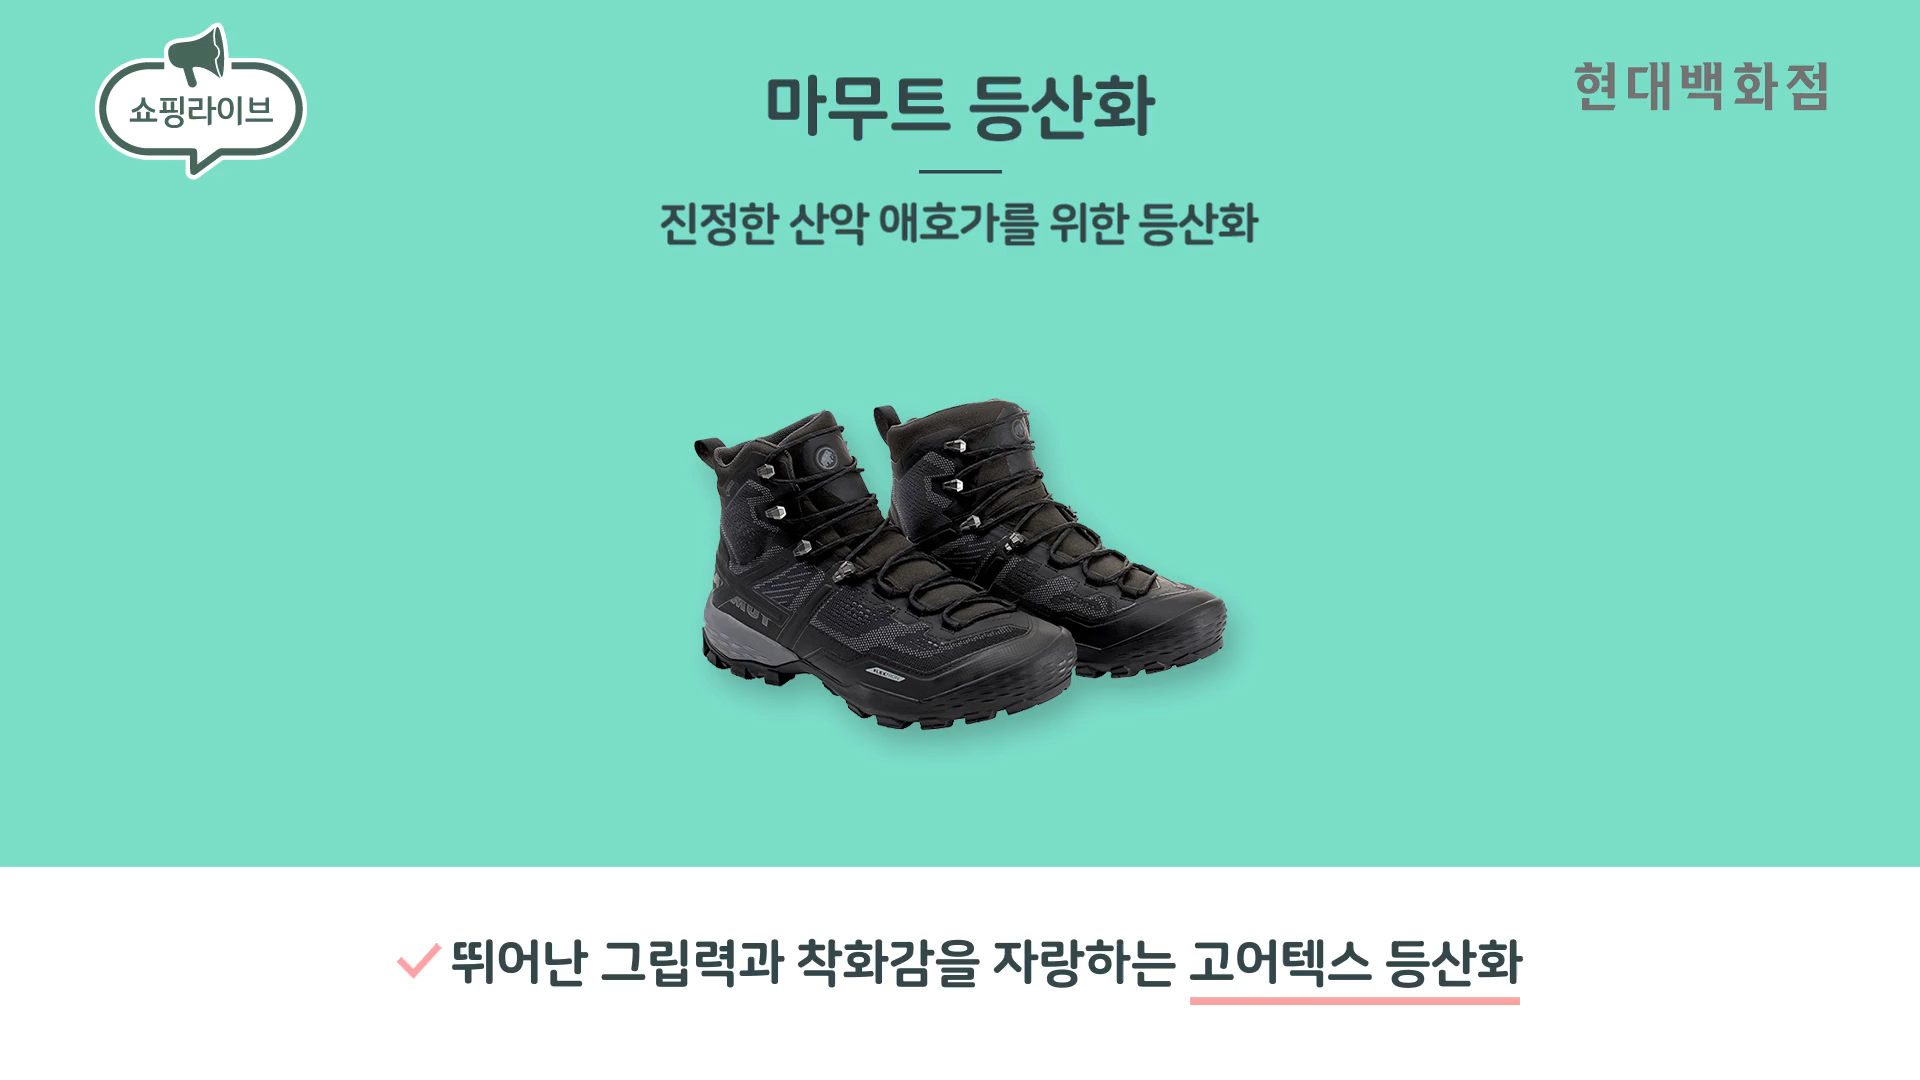 쇼핑라이브
현대백화점
마무트 등산화
진정한 산악 애호가를 위한 등산화
MUT
뛰어난 그립력과 착화감을 자랑하는 고어텍스 등산화